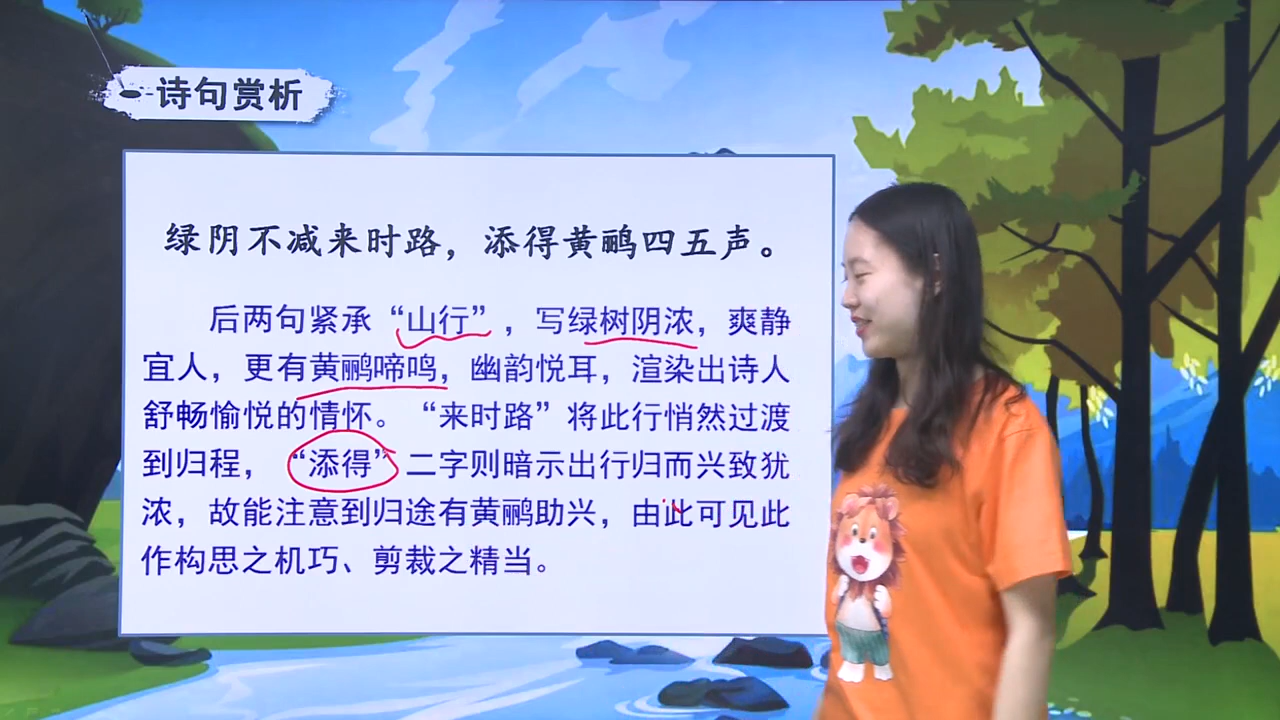 诗句赏析
绿阴不减来时路，添得黄鹂四五声。
后两句紧承“山行”，写绿树阴浓，爽静
宜人，更有黄鹂啼鸣，幽韵悦耳，渲染出诗人
舒畅愉悦的情怀。“来时路”将此行悄然过渡
到归程，“添得”二字则暗示出行归而兴致犹
浓，故能注意到归途有黄鹂助兴，由此可见此
作构思之机巧、剪裁之精当。